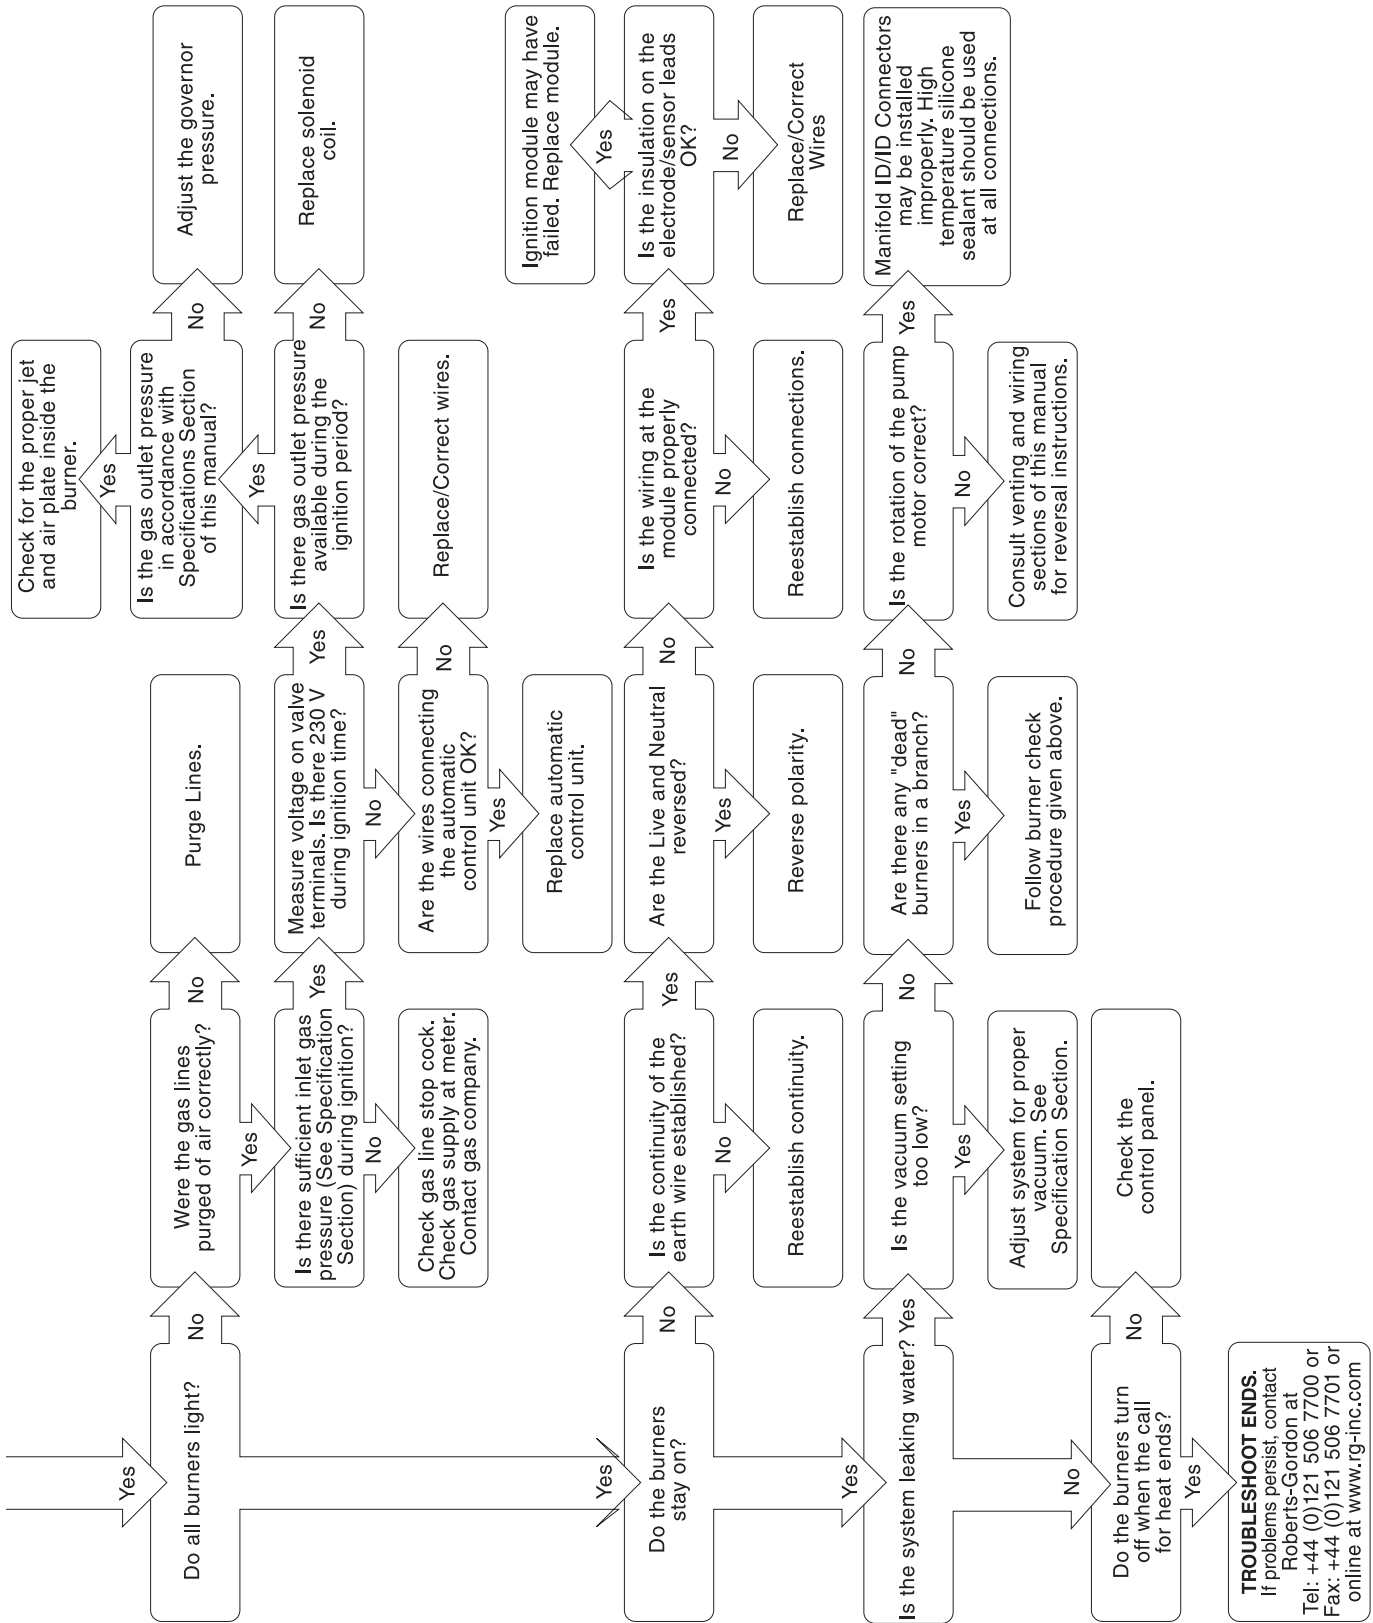 Yes
Do all burners light?
No
Were the gas lines
purged of air correctly?
No
Purge Lines.
Yes
Is there sufficient inlet gas
pressure (See Specification
Section) during ignition?
No
Check gas line stop cock.
Check gas supply at meter.
Contact gas company.
Yes
Measure voltage on valve
terminals. Is there 230 V
during ignition time?
No
Are the wires connecting
the automatic
control unit OK?
No
Replace/Correct wires.
Yes
Replace automatic
control unit.
Yes
Is there gas outlet pressure
available during the
ignition period?
No
Replace solenoid
coil.
Yes
Is the gas outlet pressure
in accordance with
Specifications Section
of this manual?
No
Adjust the governor
pressure.
Yes
Check for the proper jet
and air plate inside the
burner.
Yes
Do the burners
stay on?
No
Is the continuity of the
earth wire established?
No
Reestablish continuity.
Yes
Are the Live and Neutral
reversed?
Yes
Reverse polarity.
No
Is the wiring at the
module properly
connected?
No
Reestablish connections.
Yes
Is the insulation on the
electrode/sensor leads
OK?
Yes
Ignition module may have
failed. Replace module.
No
Replace/Correct
Wires
Yes
Is the system leaking water?
Yes
Is the vacuum setting
too low?
Yes
Adjust system for proper
vacuum. See
Specification Section.
No
Are there any "dead"
burners in a branch?
Yes
Follow burner check
procedure given above.
No
Is the rotation of the pump
motor correct?
No
Consult venting and wiring
sections of this manual
for reversal instructions.
Yes
Manifold ID/ID Connectors
may be installed
improperly. High
temperature silicone
sealant should be used
at all connections.
No
Do the burners turn
off when the call
for heat ends?
No
Check the
control panel.
Yes
TROUBLESHOOT ENDS.
If problems persist, contact
Roberts-Gordon at
Tel: +44 (0)121 506 7700 or
Fax: +44 (0)121 506 7701 or
online at www.rg-inc.com